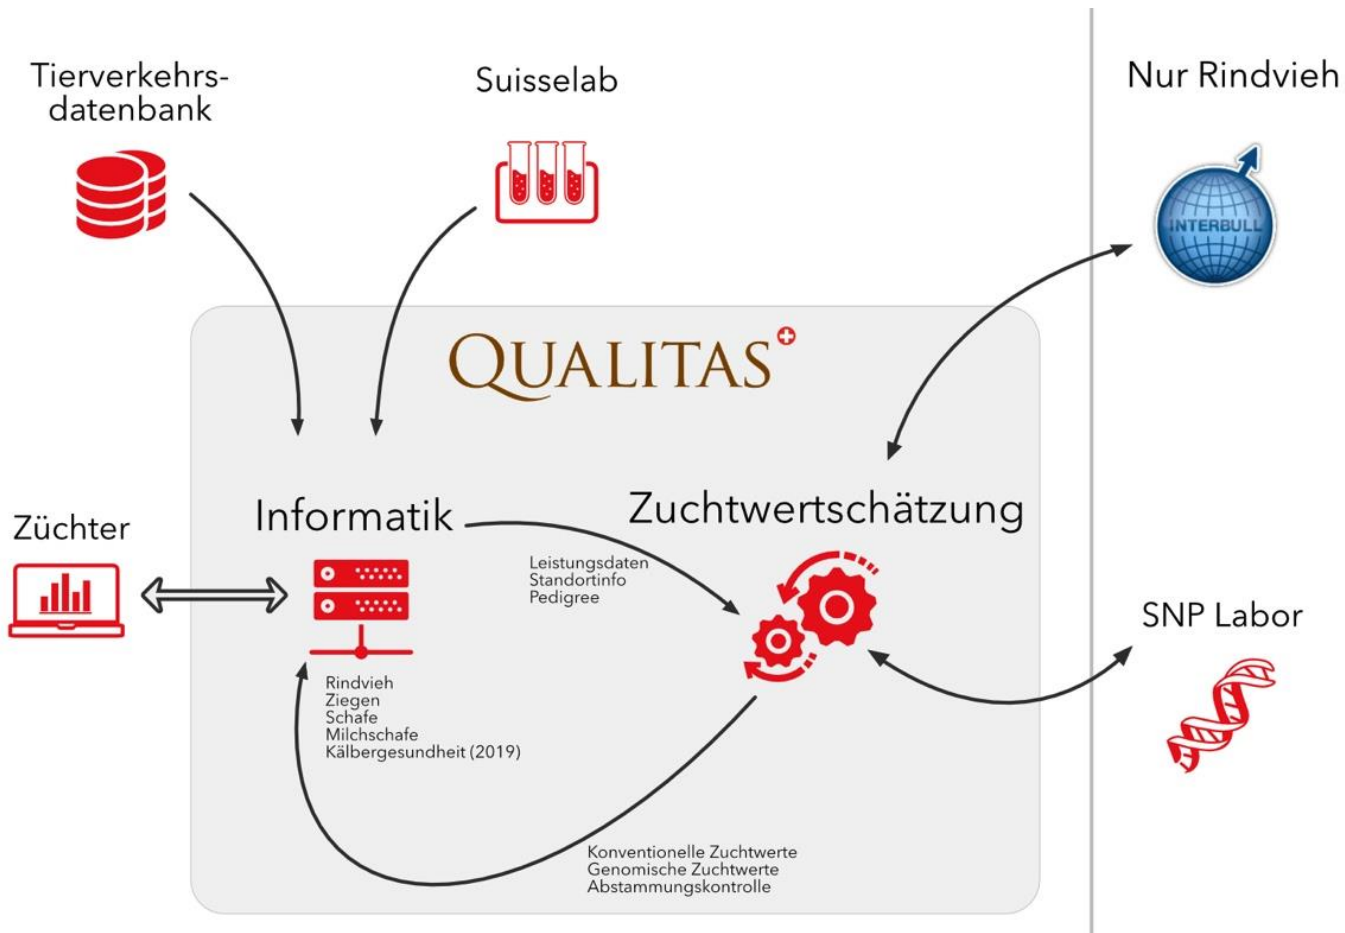 Tierverkehrs-
datenbank
Suisselab
Nur Rindvieh
INTERBULL
QUALITAS
Züchter
Informatik
Zuchtwertschätzung
Leistungsdaten
Standortinfo
Pedigree
SNP Labor
Rindvieh
Ziegen
Schafe
Milchschafe
Kälbergesundheit (2019)
Konventionelle Zuchtwerte
Genomische Zuchtwerte
Abstammungskontrolle